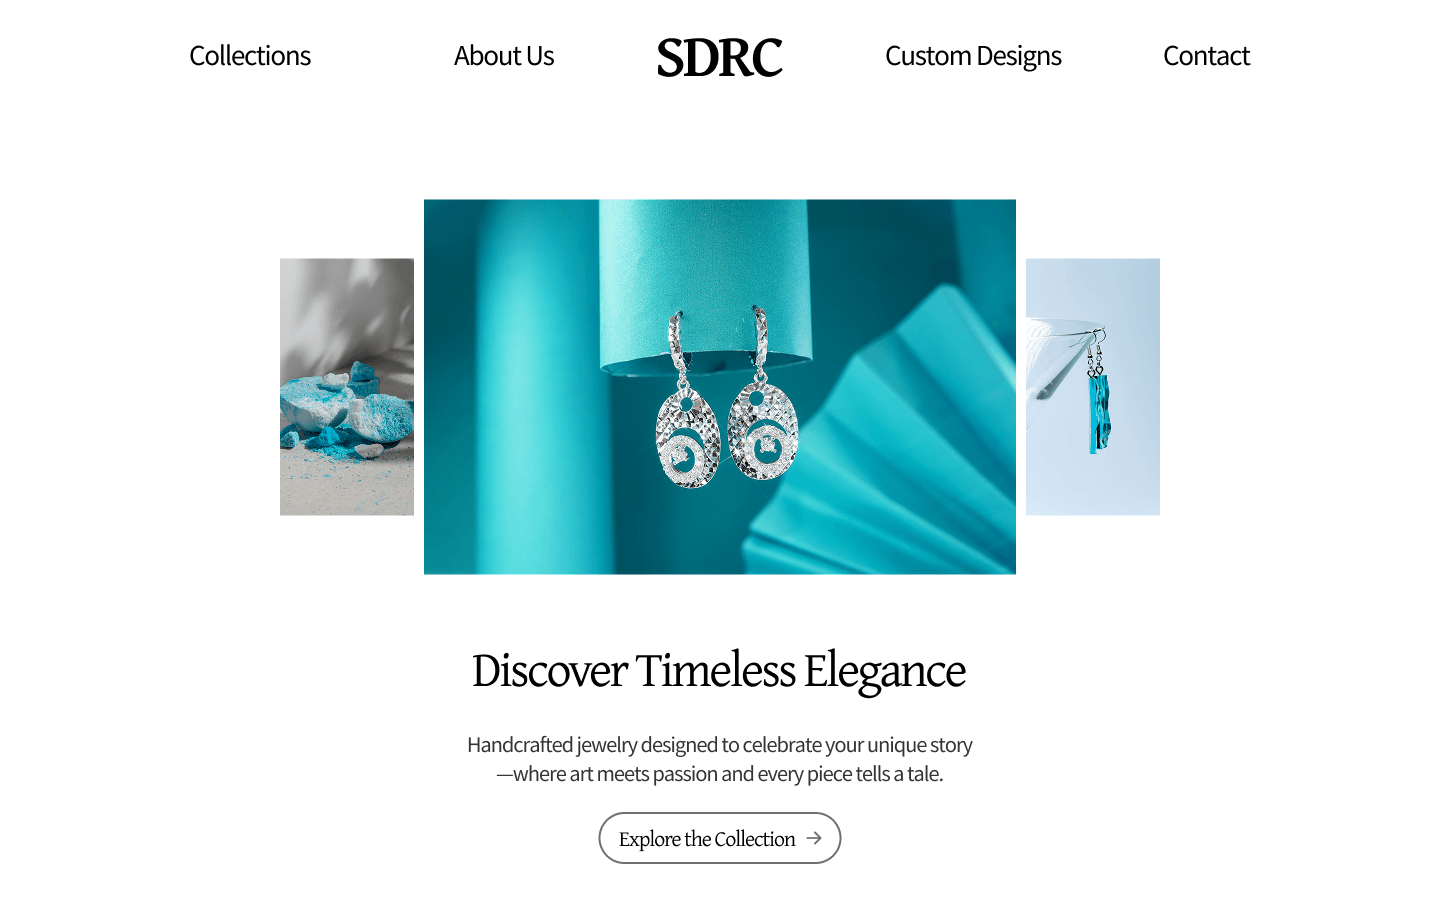 Collections
About Us
SDRC
Custom Designs
Contact
Discover Timeless Elegance
Handcrafted jewelry designed to celebrate your unique story
—where art meets passion and every piece tells a tale.
Explore the Collection →